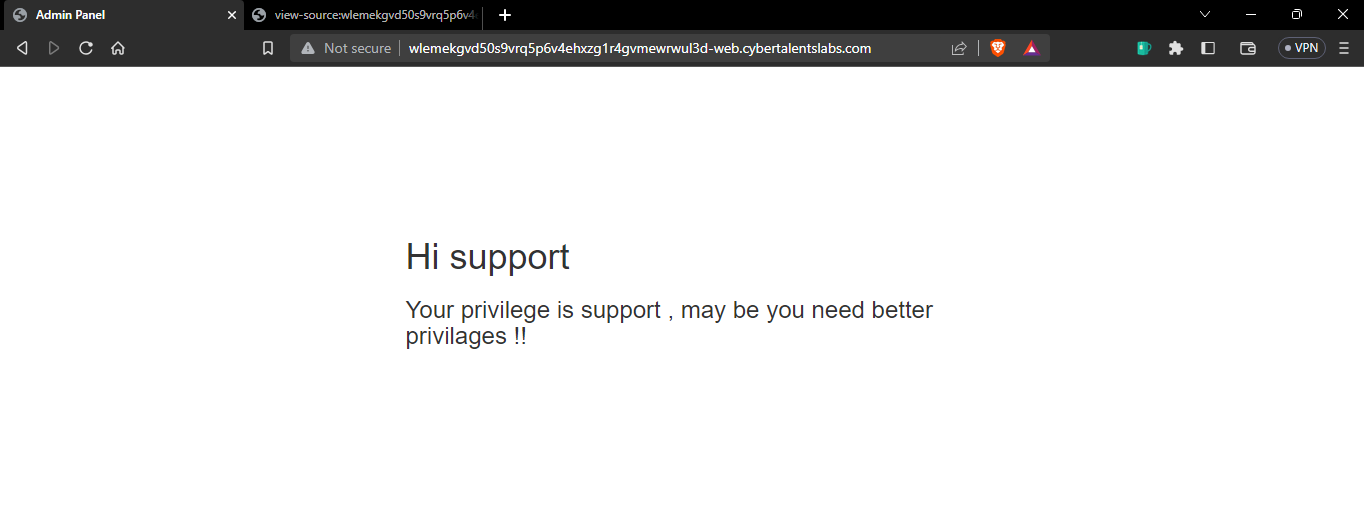 Admin Panel
view-source:wlemekgvd50s9vrq5p6v4
Not secure
wlemekgvd50s9vrq5p6v4ehxzg1r4gvmewrwul3d-web.cybertalentslabs.com
VPN
Hi support
Your privilege is support , may be you need better
privilages !!